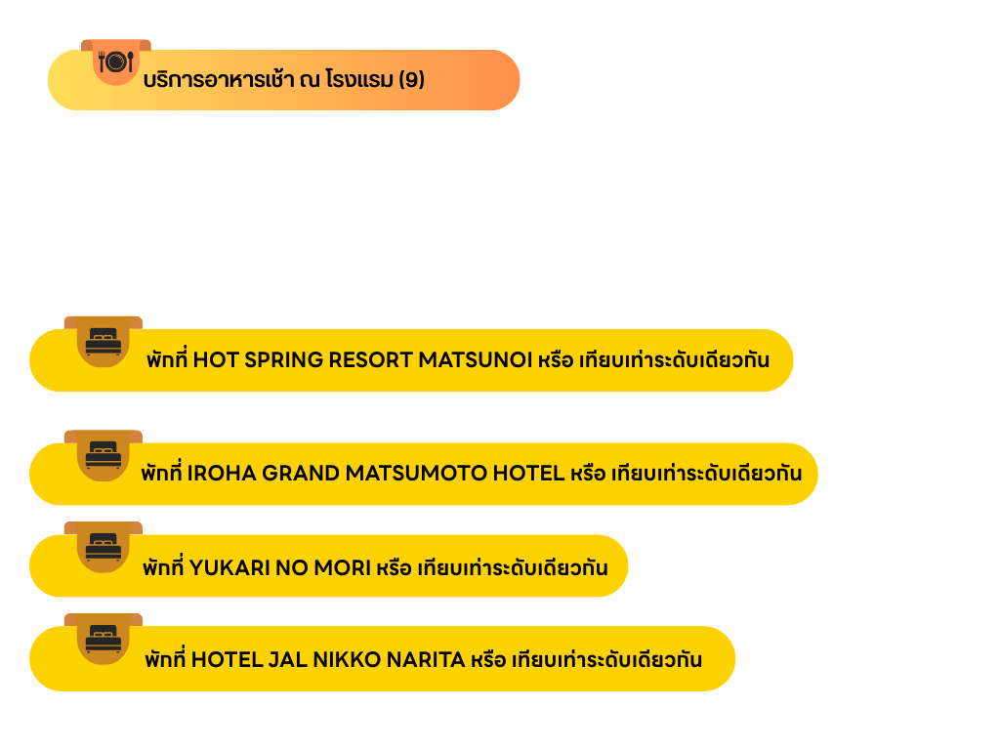 บริการอาหารเช้า ณ โรงแรม (9)
พักที่ HOT SPRING RESORT MATSUNOI หรือ เทียบเท่าระดับเดียวกัน
พักที่ IROHA GRAND MATSUMOTO HOTEL หรือ เทียบเท่าระดับเดียวกัน
พักที่ YUKARI NO MORI หรือ เทียบเท่าระดับเดียวกัน
พักที่ HOTEL JAL NIKKO NARITA หรือ เทียบเท่าระดับเดียวกัน